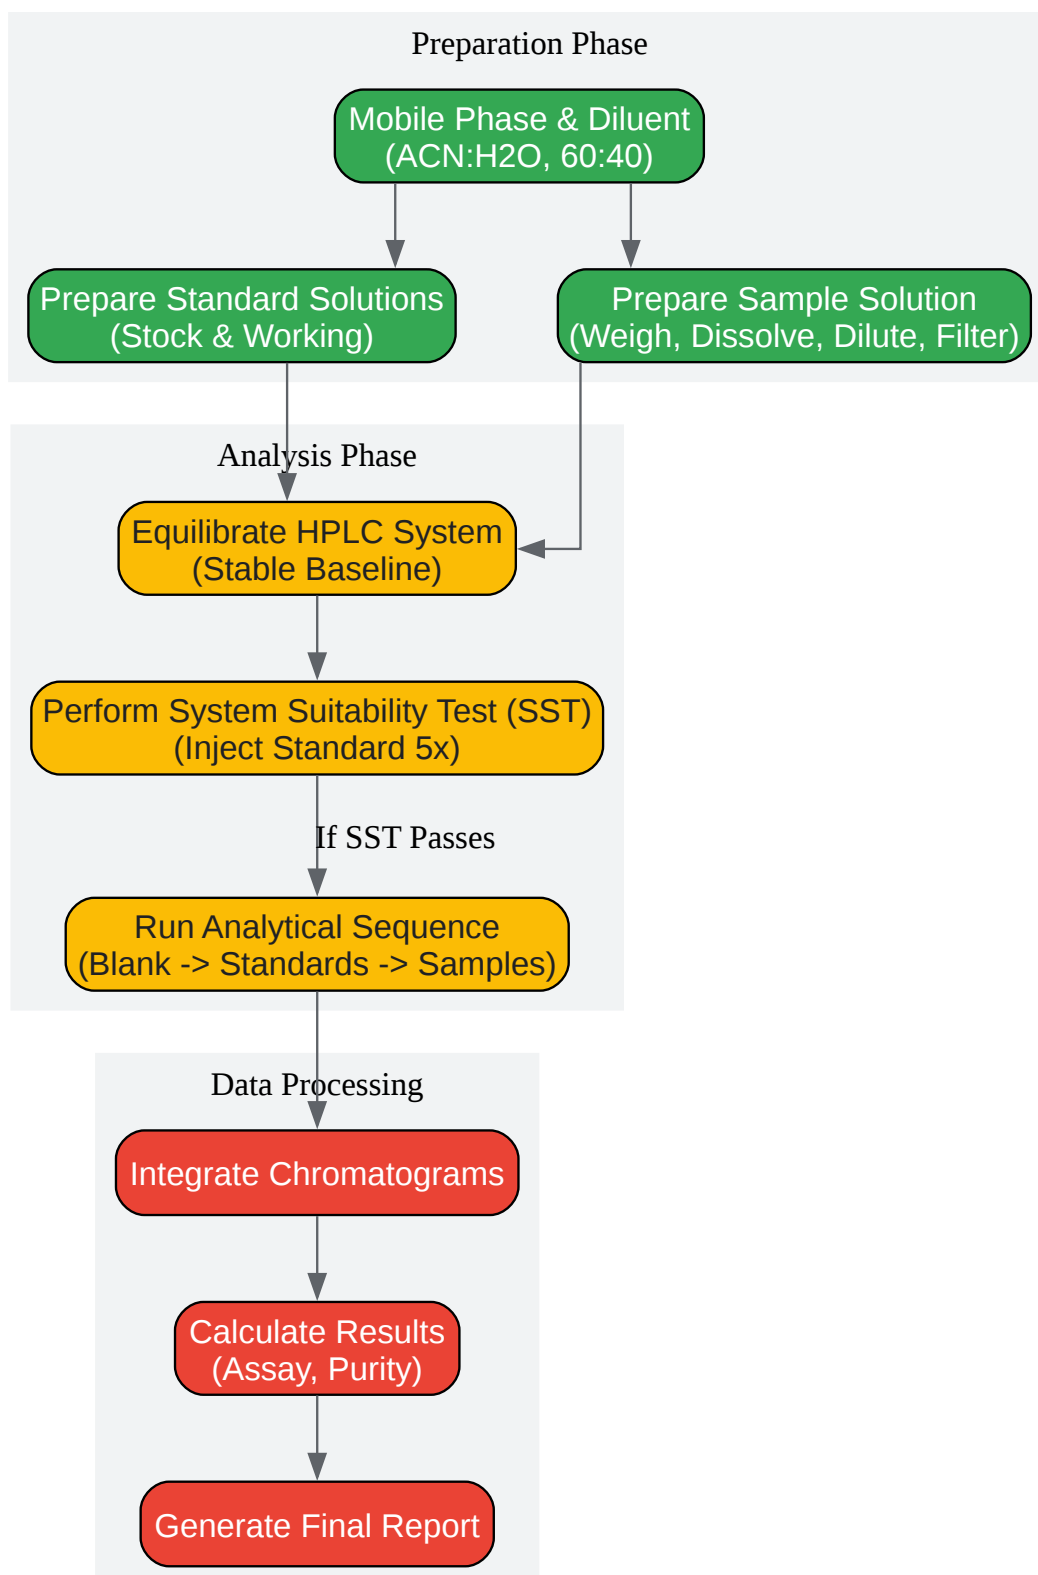 Preparation Phase
Mobile Phase & Diluent
(ACN:H2O, 60:40)
Prepare Standard Solutions
(Stock & Working)
Prepare Sample Solution
(Weigh, Dissolve, Dilute, Filter)
Analysis Phase
Equilibrate HPLC System
(Stable Baseline)
Perform System Suitability Test (SST)
(Inject Standard 5x)
If SST Passes
Run Analytical Sequence
(Blank -> Standards -> Samples)
Data Processing
Integrate Chromatograms
Calculate Results
(Assay, Purity)
Generate Final Report